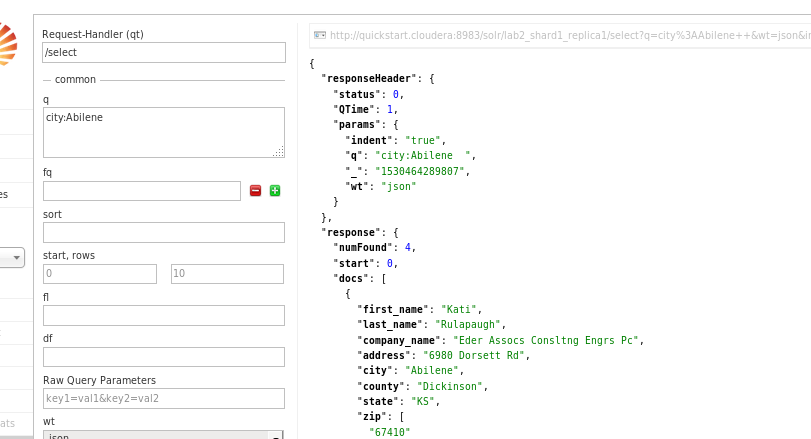 Request-Handler (qt)
/select
common
q
city:Abilene
fq
sort
start, rows
0
10
fl
df
Raw Query Parameters
key1=val1&key2=val2
wt
json
es
ats
http://quickstart.cloudera:8983/solr/lab2_shard1_replica1/select?q=city%3AAbilene++&wt=json&i
{
"responseHeader": {
"status": 0,
"QTime": 1,
"params": {
"indent": "true",
"q": "city:Abilene  ",
"_": "1530464289807",
"wt": "json"
}
},
"response": {
"numFound": 4,
"start": 0,
"docs": [
{
"first_name": "Kati",
"last_name": "Rulapaugh",
"company_name": "Eder Assocs Consltng Engrs Pc",
"address": "6980 Dorsett Rd",
"city": "Abilene",
"county": "Dickinson",
"state": "KS",
"zip": [
"67410"